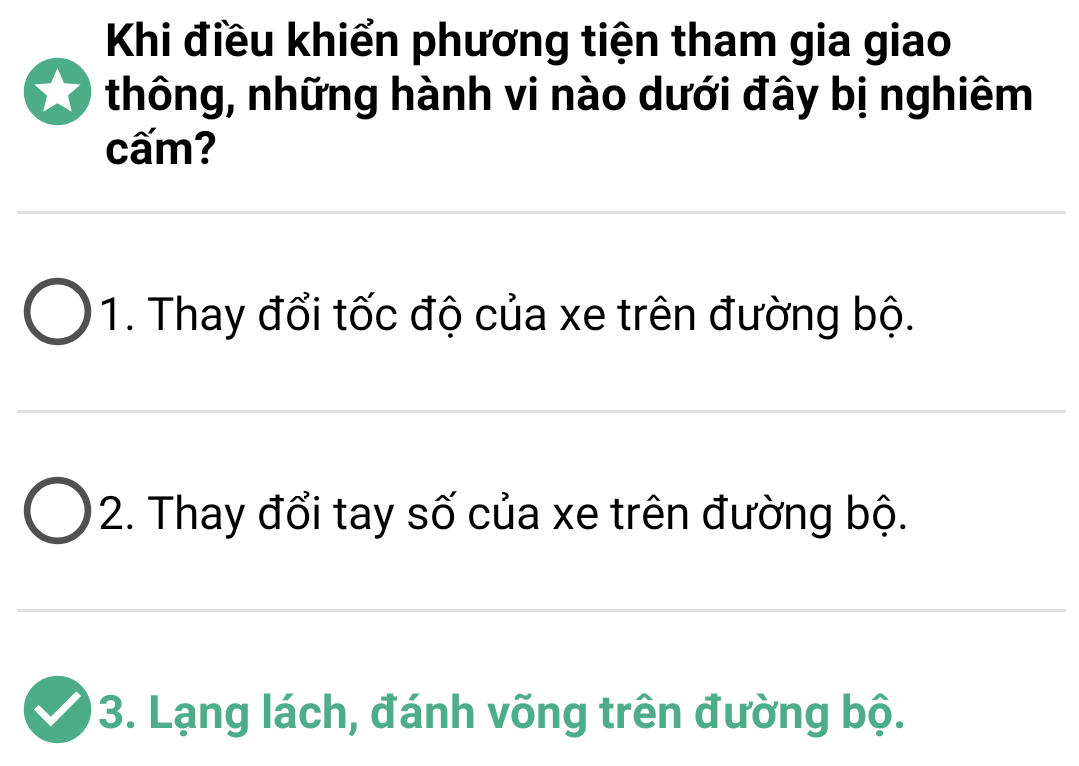 Khi điều khiển phương tiện tham gia giao
thông, những hành vi nào dưới đây bị nghiêm
cấm?
1. Thay đổi tốc độ của xe trên đường bộ.
2. Thay đổi tay số của xe trên đường bộ.
3. Lạng lách, đánh võng trên đường bộ.